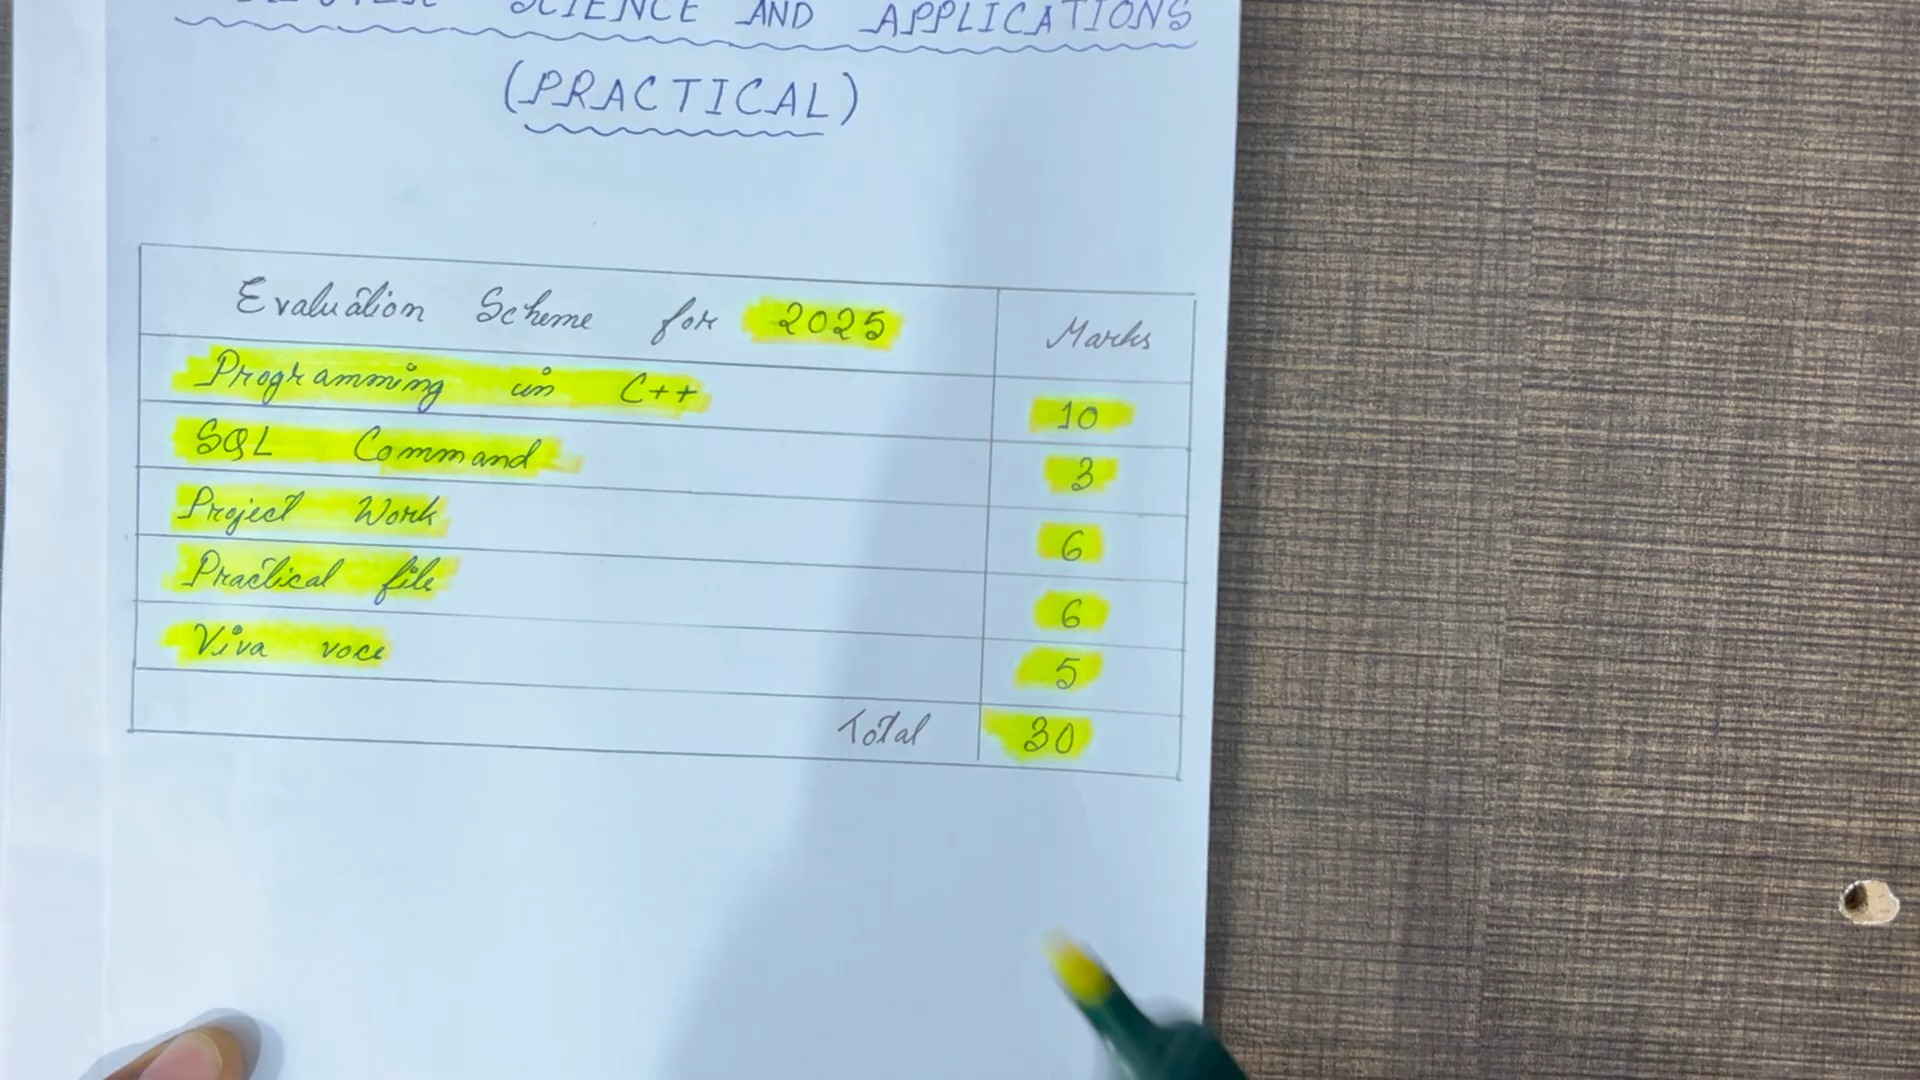 SCIENCE AND APPLICATIONS
(PRACTICAL)
Evaluation Scheme for 2025 Marks
Programming in C++ 10
SQL Command 3
Project Work 6
Practical file 6
Viva voce 5
Total 30